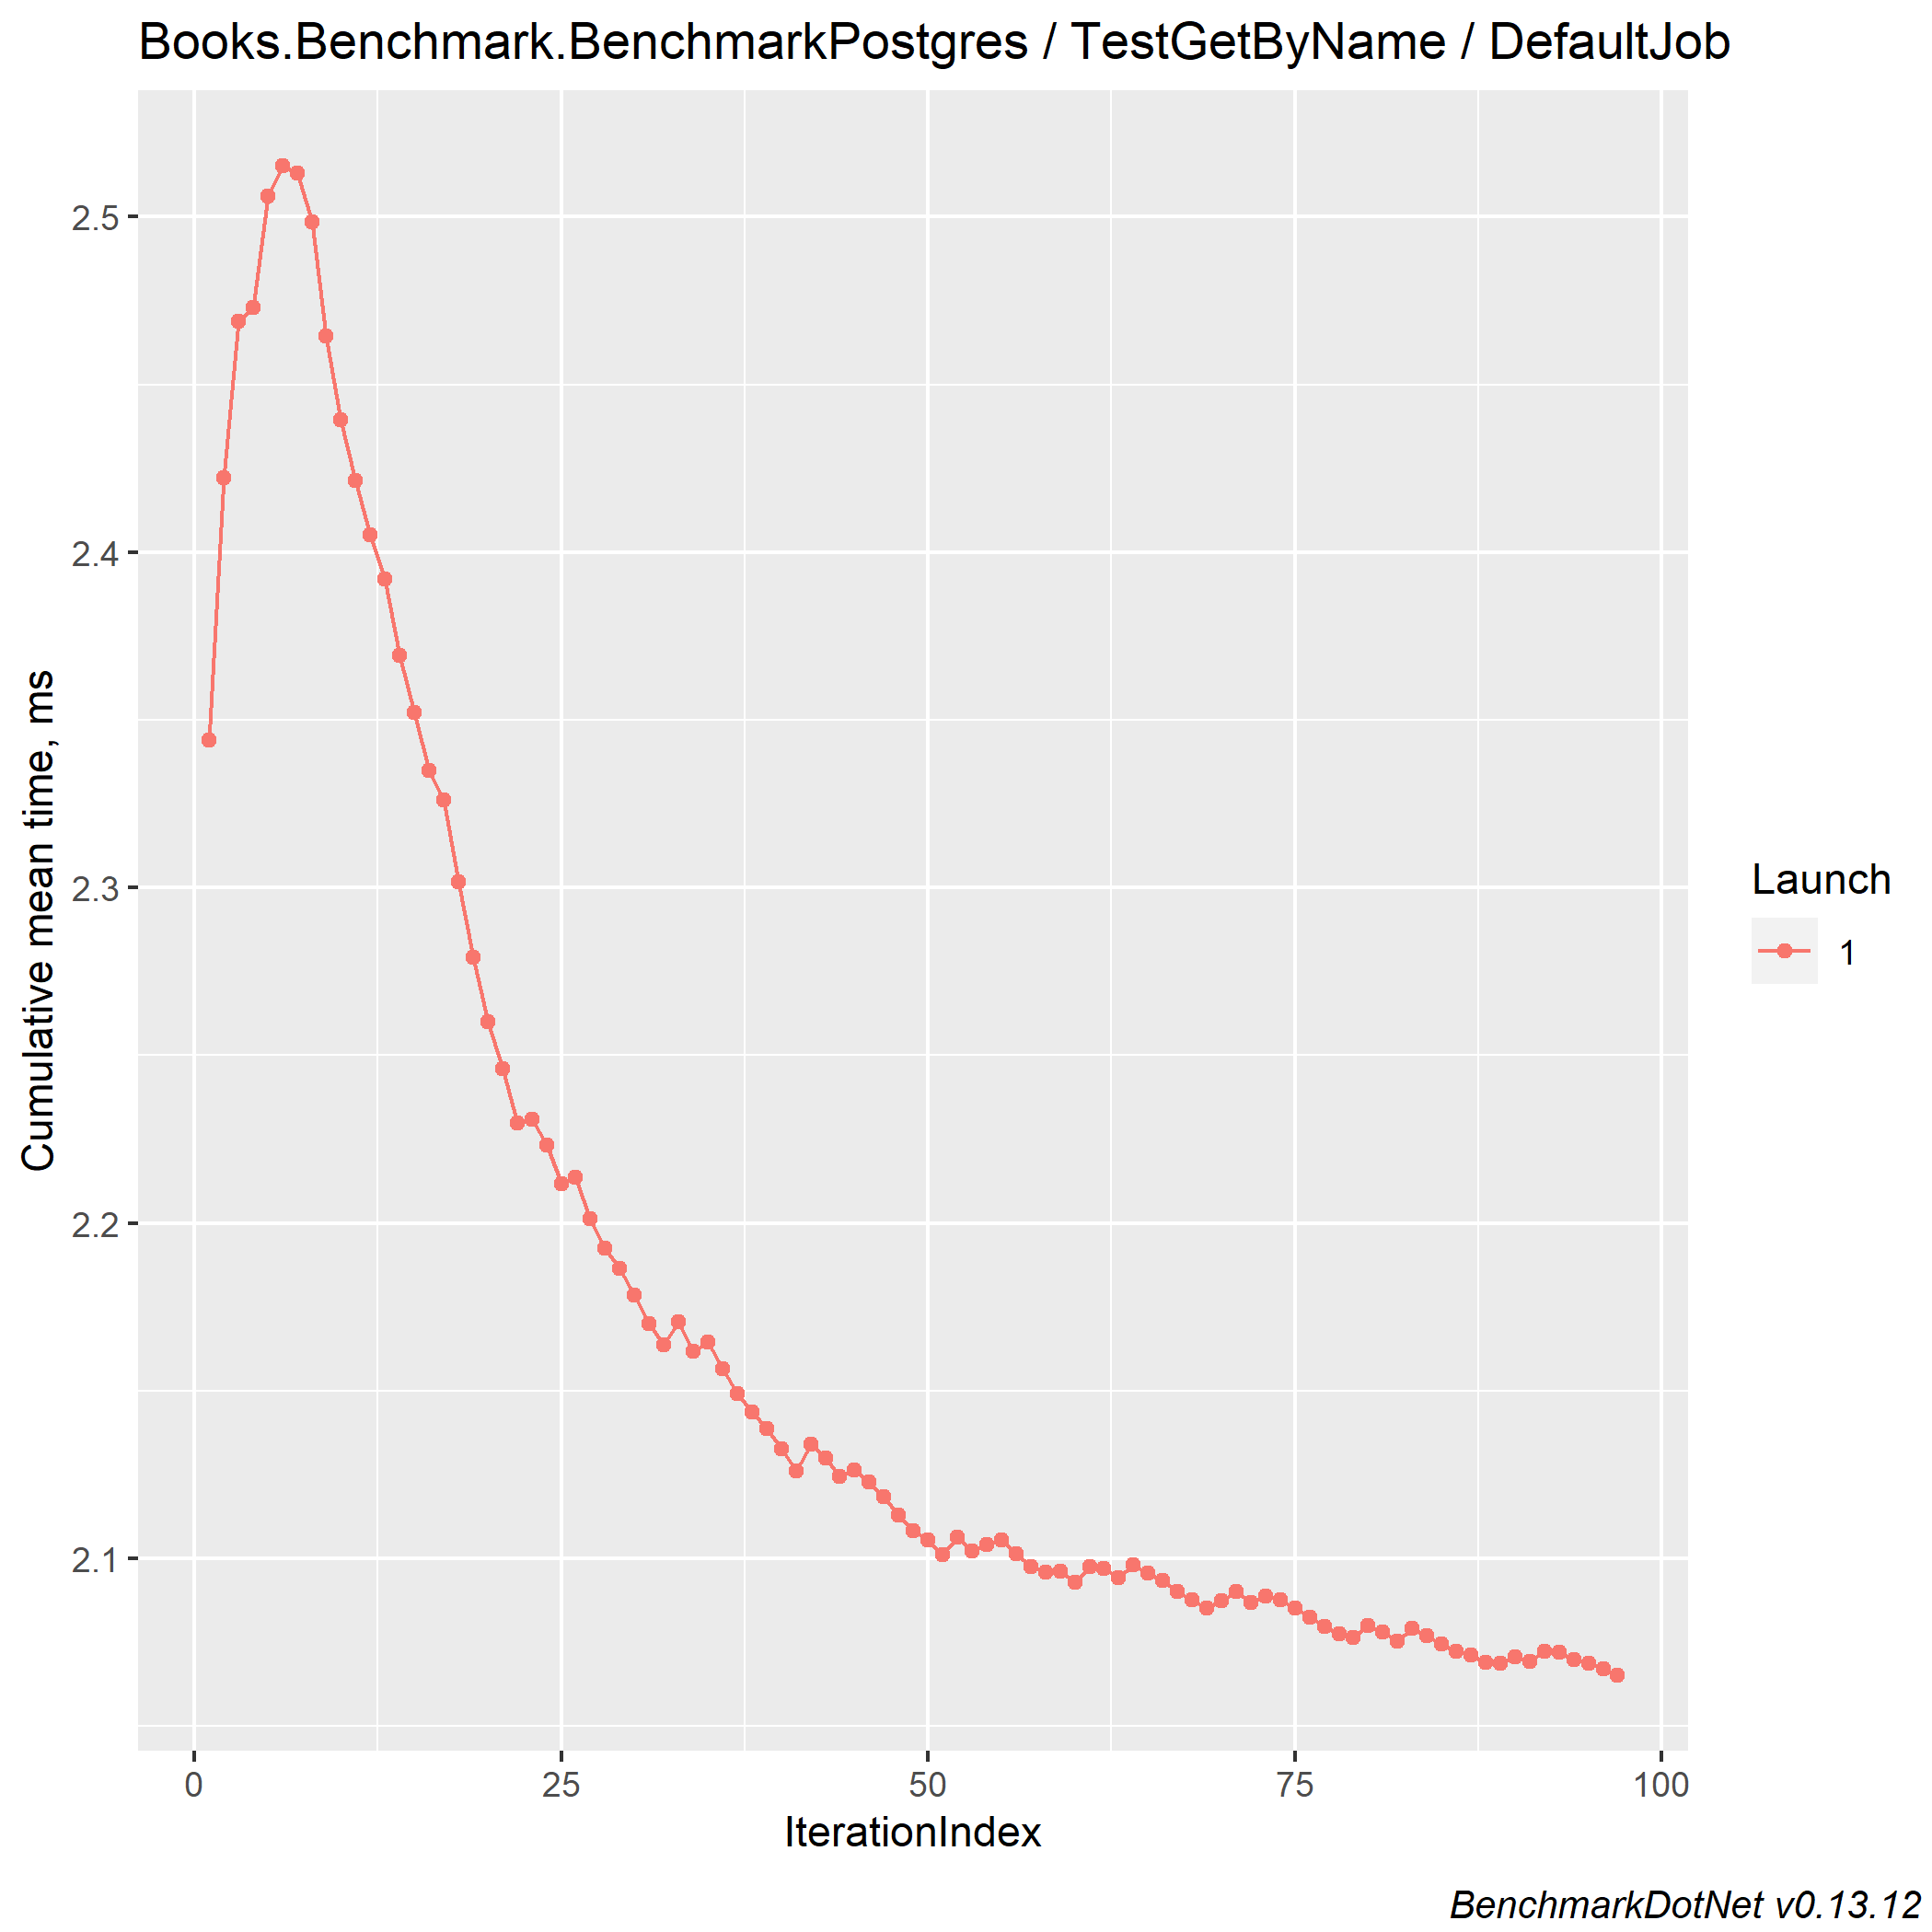 Books.Benchmark.BenchmarkPostgres / TestGetByName / DefaultJob
2.5
2.4
2.3
2.2
2.1
Cumulative mean time, ms
0 25 50 75 100
IterationIndex
Launch
1
BenchmarkDotNet v0.13.12